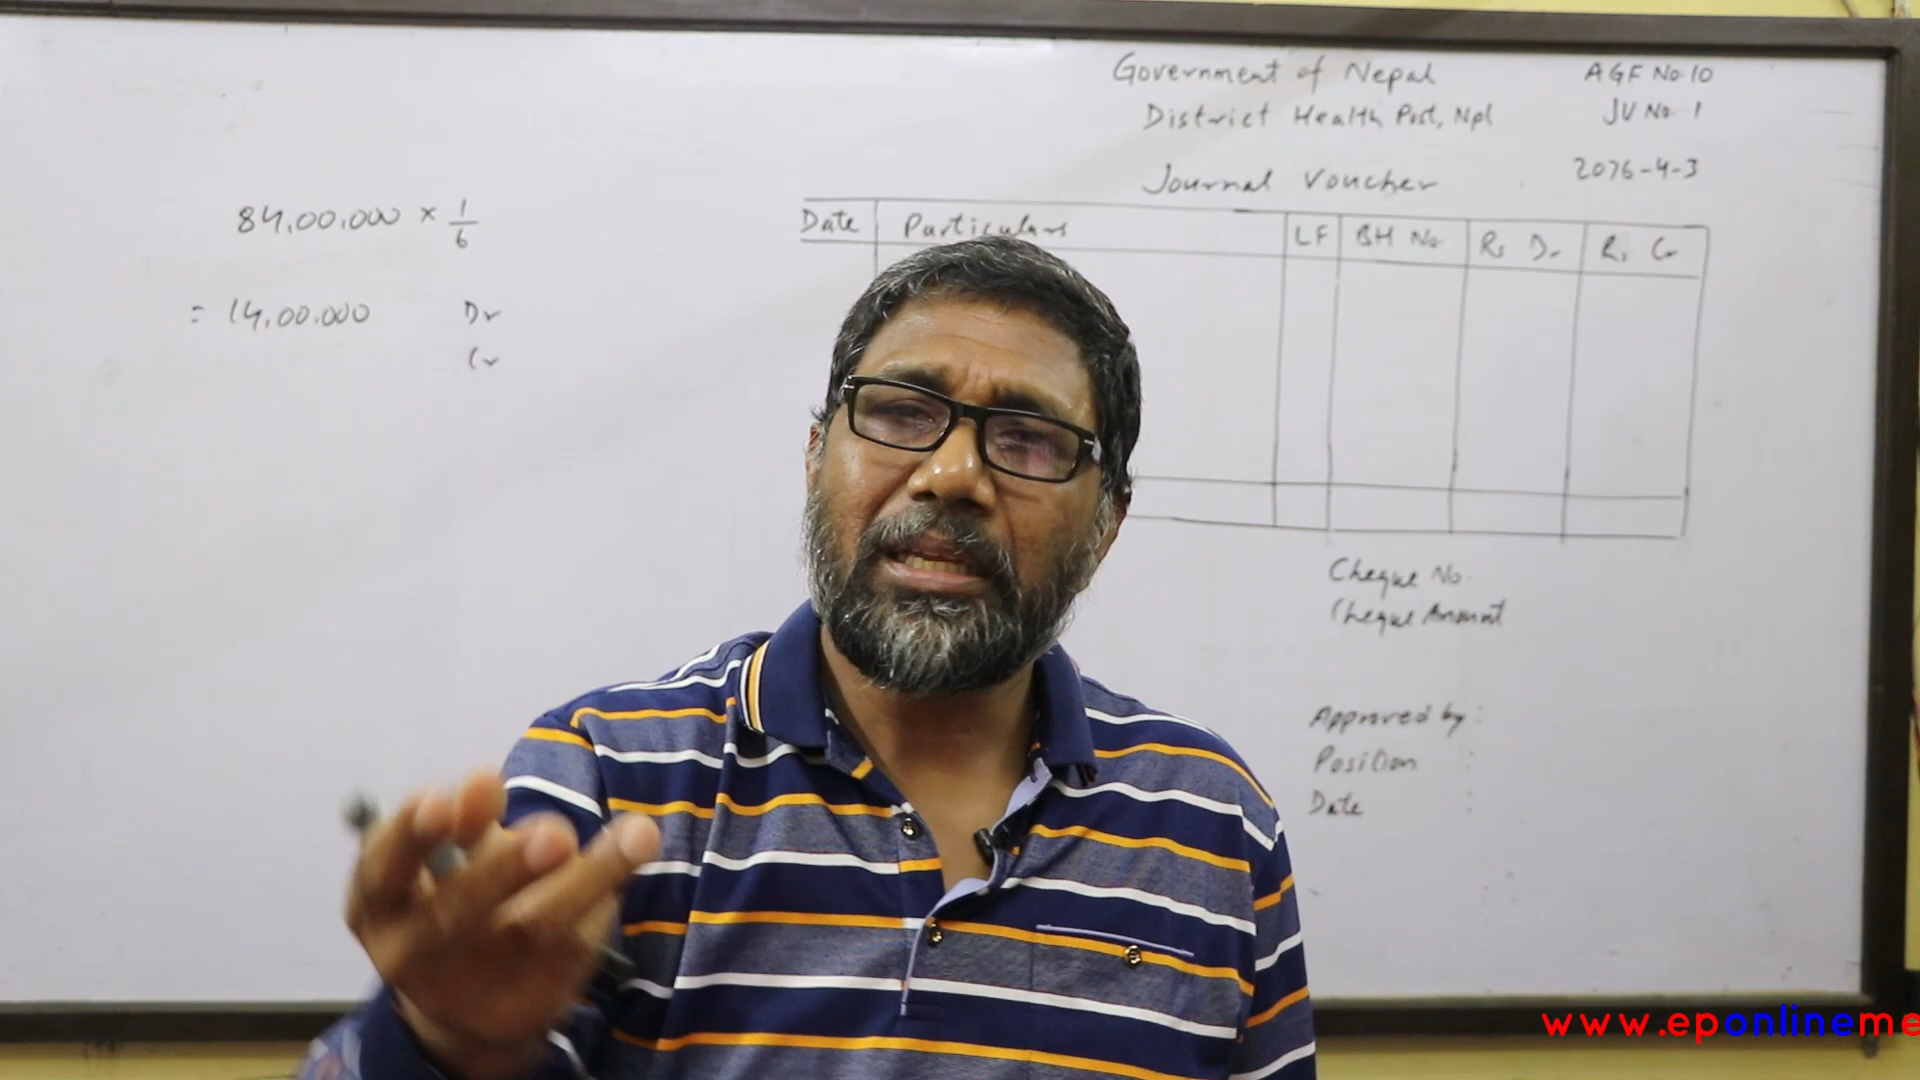 Government of Nepal
District Health Post, Npl
AGF No. 10
JV No. 1
2076-4-3
Journal Voucher
84,00,000 × 1/6
= 14,00,000 Dr
Cr
Date Particulars LF BH No. Rs Dr Rs Cr
Cheque No.
Cheque Amount
Approved by :
Position :
Date :
www.eponlineme